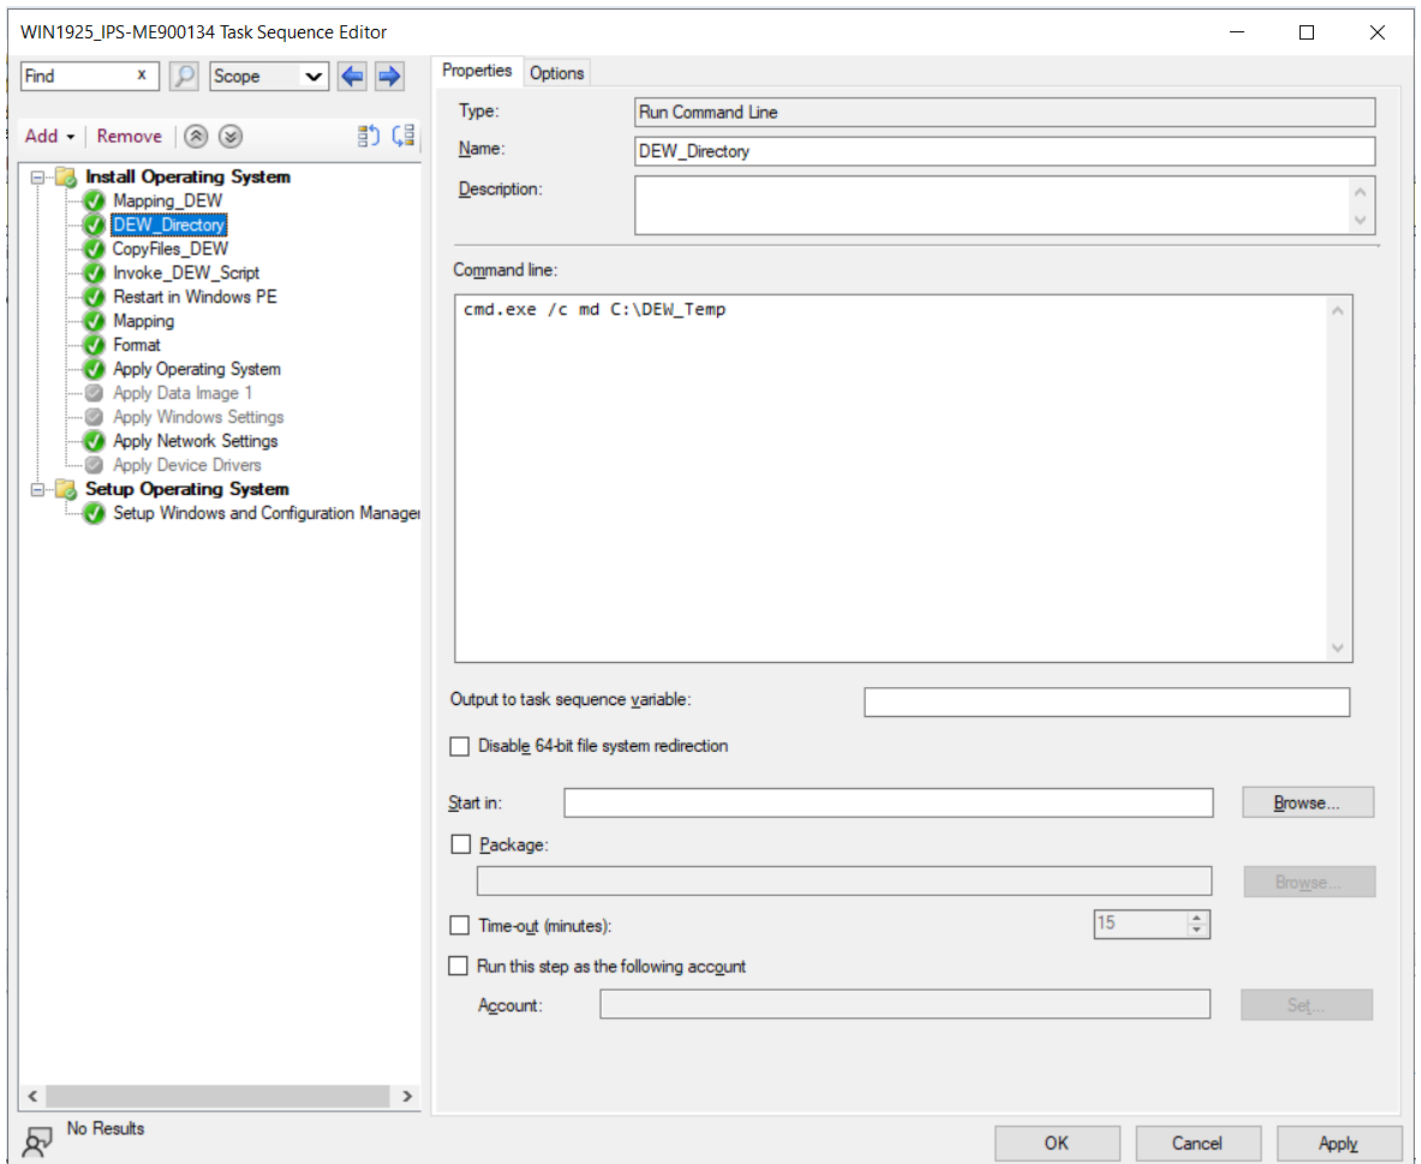 WIN1925_IPS-ME900134 Task Sequence Editor
Find x Scope
Add Remove
Install Operating System
Mapping_DEW
DEW_Directory
CopyFiles_DEW
Invoke_DEW_Script
Restart in Windows PE
Mapping
Format
Apply Operating System
Apply Data Image 1
Apply Windows Settings
Apply Network Settings
Apply Device Drivers
Setup Operating System
Setup Windows and Configuration Manager
No Results
Properties Options
Type: Run Command Line
Name: DEW_Directory
Description:
Command line:
cmd.exe /c md C:\DEW_Temp
Output to task sequence variable:
Disable 64-bit file system redirection
Start in: Browse...
Package:
Browse...
Time-out (minutes): 15
Run this step as the following account
Account: Set...
OK Cancel Apply